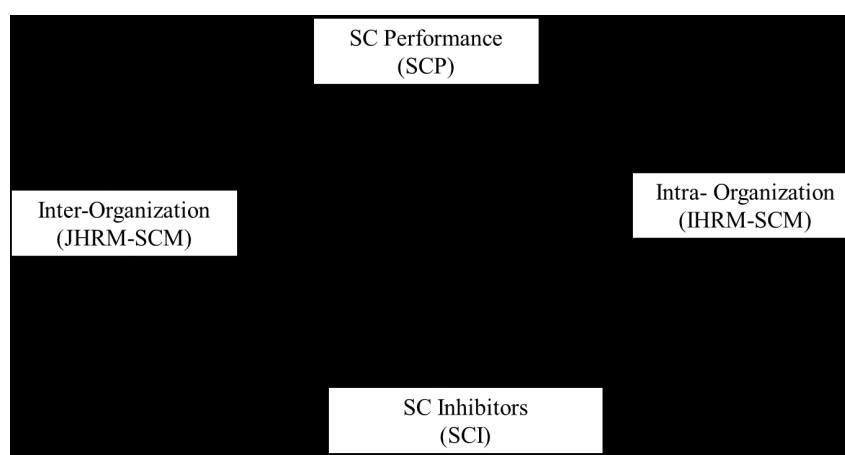 SC Performance
(SCP)
Inter-Organization
(JHRM-SCM)
Intra- Organization
(IHRM-SCM)
SC Inhibitors
(SCI)